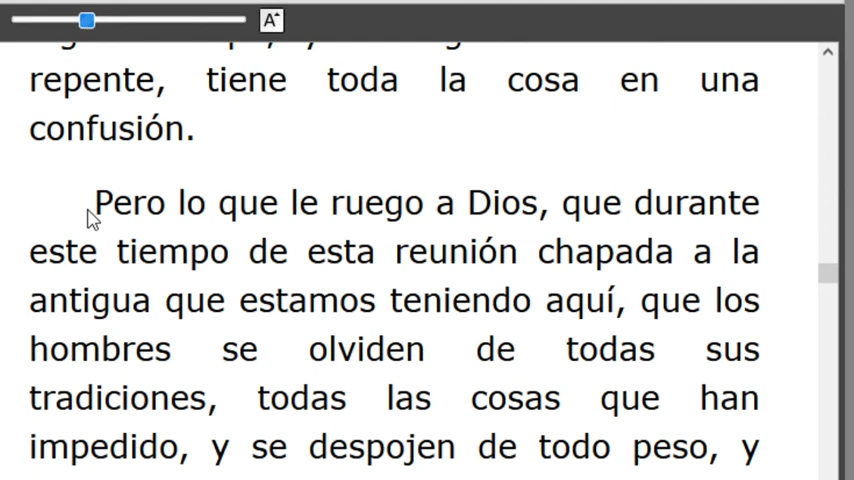 A
repente, tiene toda la cosa en una
confusión.
Pero lo que le ruego a Dios, que durante
este tiempo de esta reunión chapada a la
antigua que estamos teniendo aquí, que los
hombres se olviden de todas sus
tradiciones, todas las cosas que han
impedido, y se despojen de todo peso, y